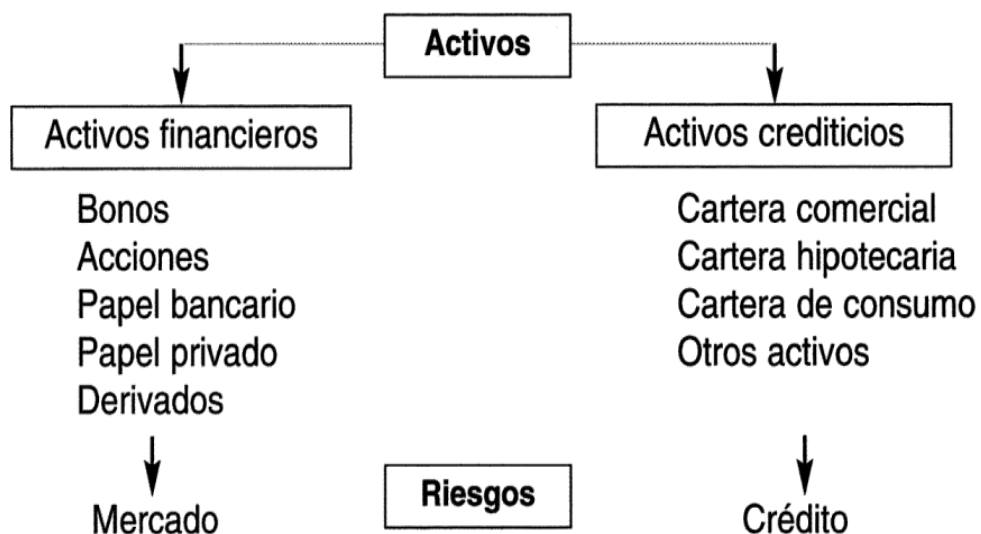 Activos
Activos financieros
Bonos
Acciones
Papel bancario
Papel privado
Derivados
Mercado
Activos crediticios
Cartera comercial
Cartera hipotecaria
Cartera de consumo
Otros activos
Crédito
Riesgos